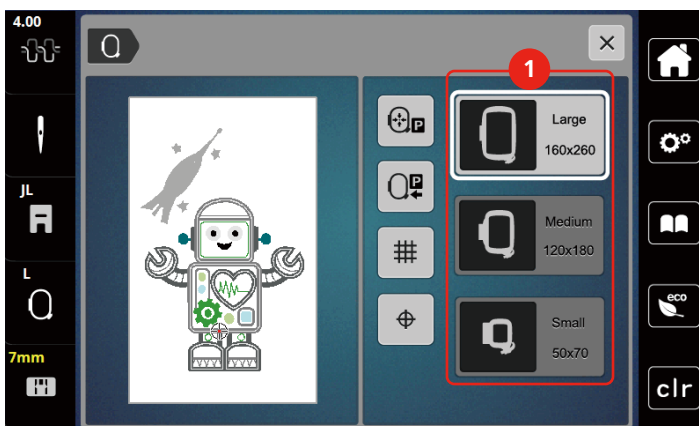 4.00
1
P
Large
160x260
JL
P
Medium
120x180
L
eco
Small
50x70
7mm
clr